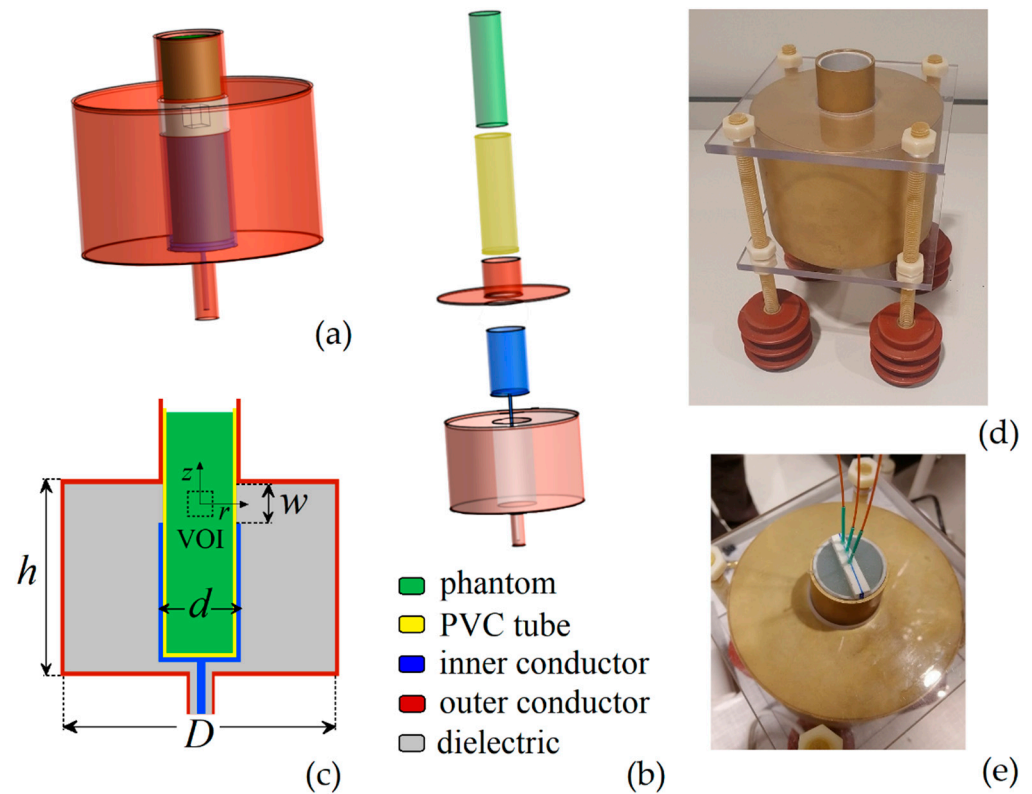 (a)
(d)
z
r
VOI
w
h
d
D
(c)
phantom
PVC tube
inner conductor
outer conductor
dielectric
(b)
(e)